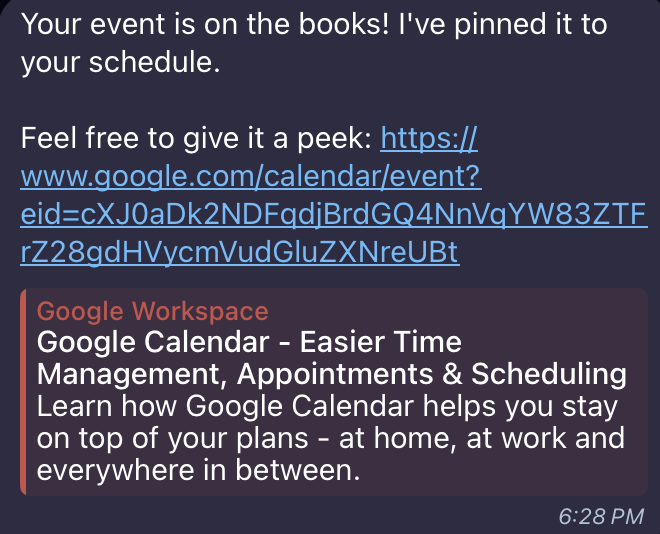 Your event is on the books! I've pinned it to
your schedule.
Feel free to give it a peek: https://
www.google.com/calendar/event?
eid=cXJ0aDk2NDFqdjBrdGQ4NnVqYW83ZTF
rZ28gdHVycmVudGluZXNreUBt
Google Workspace
Google Calendar - Easier Time
Management, Appointments & Scheduling
Learn how Google Calendar helps you stay
on top of your plans - at home, at work and
everywhere in between.
6:28 PM